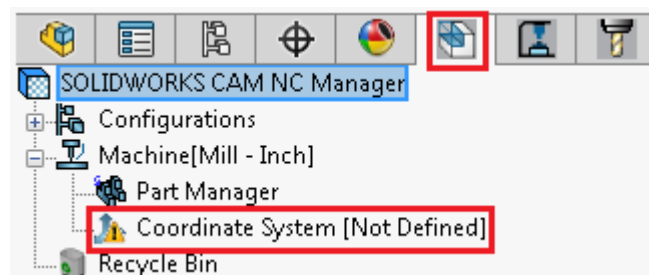 SOLIDWORKS CAM NC Manager
Configurations
Machine[Mill - Inch]
Part Manager
Coordinate System [Not Defined]
Recycle Bin